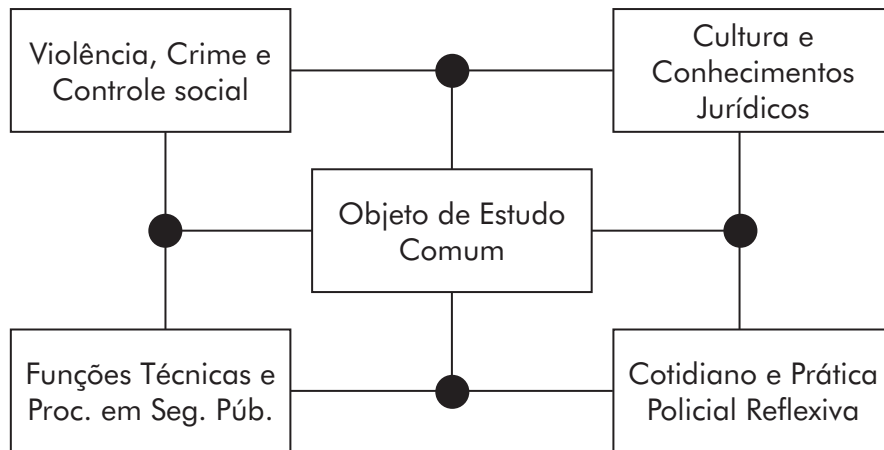 Violência, Crime e
Controle social
Cultura e
Conhecimentos
Jurídicos
Objeto de Estudo
Comum
Funções Técnicas e
Proc. em Seg. Púb.
Cotidiano e Prática
Policial Reflexiva